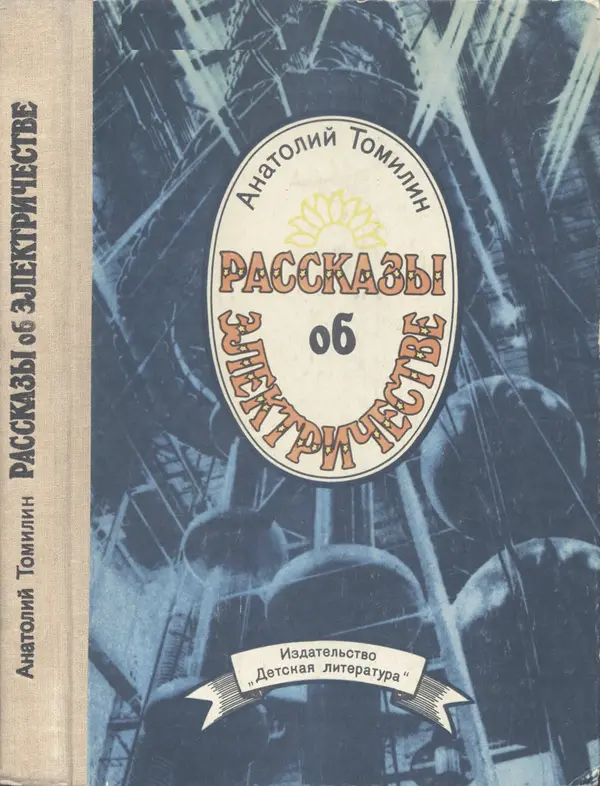 Анатолий Томилин РАССКАЗЫ об ЭЛЕКТРИЧЕСТВЕ
Анатолий Томилин
РАССКАЗЫ
об
ЭЛЕКТРИЧЕСТВЕ
Издательство
„Детская литература“